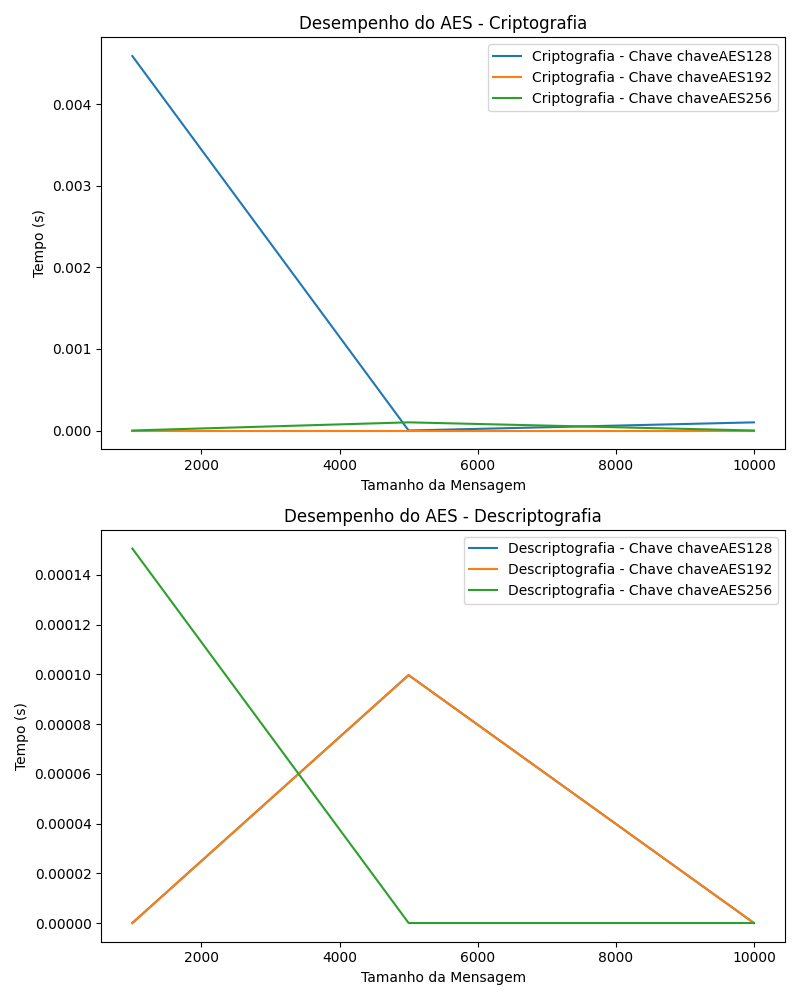 Desempenho do AES - Criptografia
Criptografia - Chave chaveAES128
Criptografia - Chave chaveAES192
Criptografia - Chave chaveAES256
Tempo (s)
0.004
0.003
0.002
0.001
0.000
2000 4000 6000 8000 10000
Tamanho da Mensagem
Desempenho do AES - Descriptografia
Descriptografia - Chave chaveAES128
Descriptografia - Chave chaveAES192
Descriptografia - Chave chaveAES256
Tempo (s)
0.00014
0.00012
0.00010
0.00008
0.00006
0.00004
0.00002
0.00000
2000 4000 6000 8000 10000
Tamanho da Mensagem